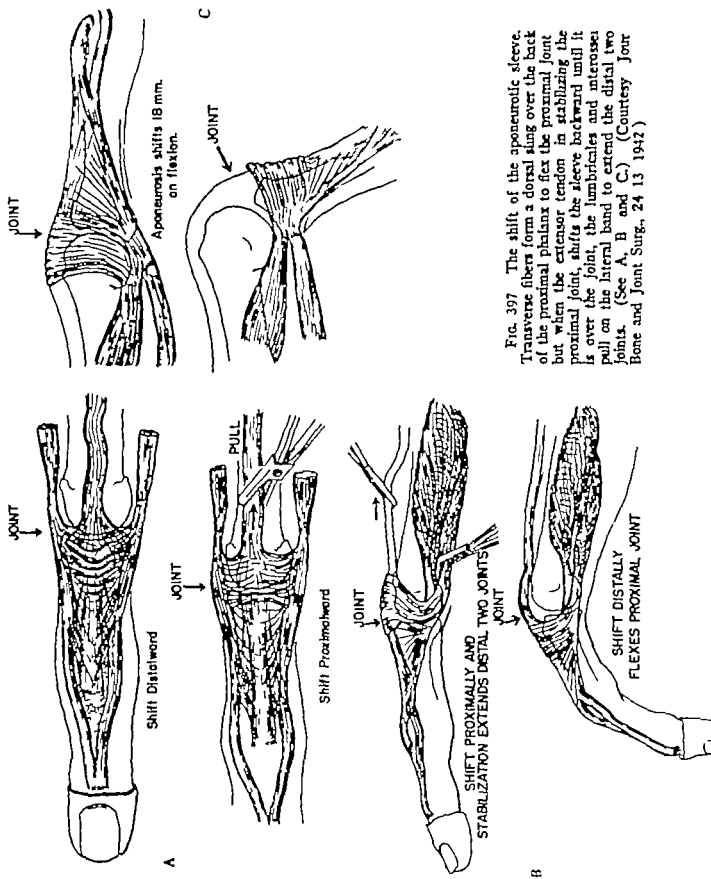 A
JOINT
Shift Distalward
JOINT
PULL
Shift Proximalward
B
JOINT
SHIFT PROXIMALLY AND
STABILIZATION EXTENDS DISTAL TWO JOINTS
JOINT
SHIFT DISTALLY
FLEXES PROXIMAL JOINT
JOINT
Aponeurosis shifts 18 mm.
on flexion.
C
JOINT
FIG. 397 The shift of the aponeurotic sleeve.
Transverse fibers form a dorsal sling over the back
of the proximal phalanx to flex the proximal joint
but when the extensor tendon in stabilizing the
proximal joint, shifts the sleeve backward until it
is over the joint, the lumbricales and interossei
pull on the lateral band to extend the distal two
joints. (See A, B and C.) (Courtesy Jour
Bone and Joint Surg., 24 13 1942)